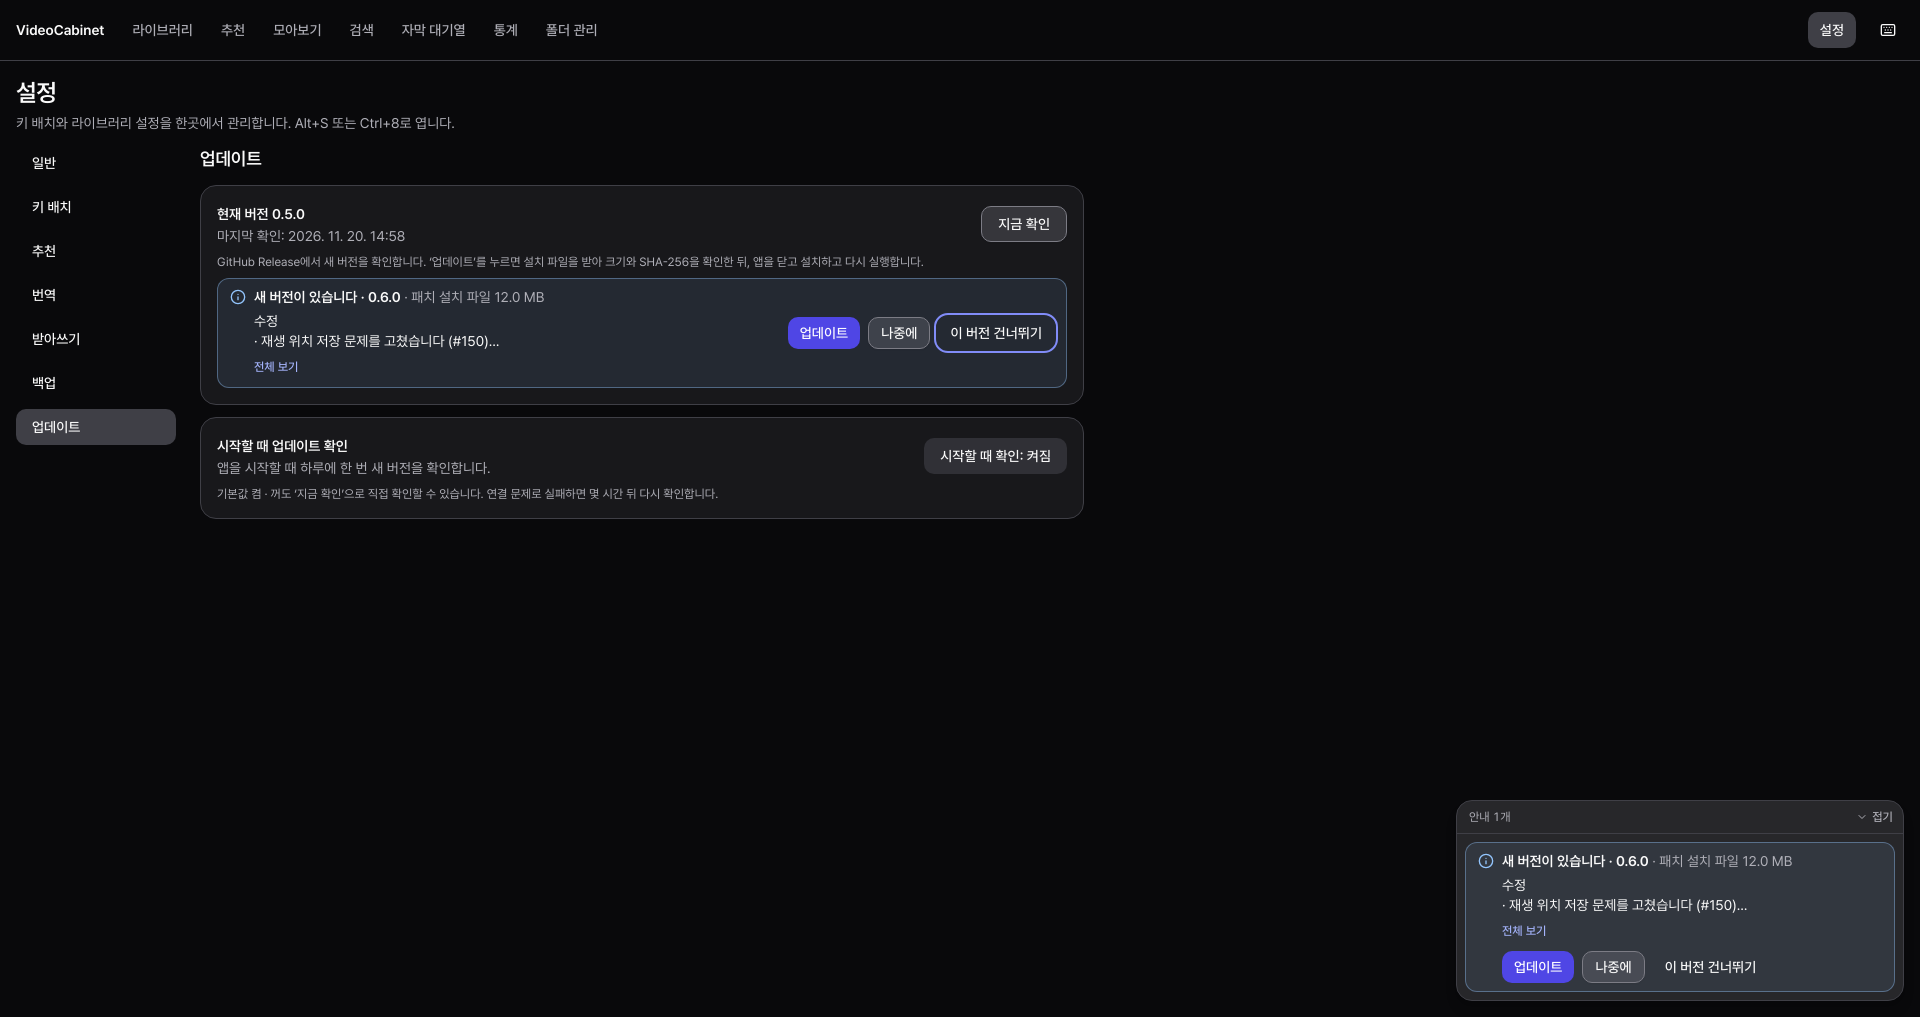 VideoCabinet 라이브러리 추천 모아보기 검색 자막 대기열 통계 폴더 관리 설정
설정
키 배치와 라이브러리 설정을 한곳에서 관리합니다. Alt+S 또는 Ctrl+8로 엽니다.
일반
키 배치
추천
번역
받아쓰기
백업
업데이트
업데이트
현재 버전 0.5.0
마지막 확인: 2026. 11. 20. 14:58
지금 확인
GitHub Release에서 새 버전을 확인합니다. ‘업데이트’를 누르면 설치 파일을 받아 크기와 SHA-256을 확인한 뒤, 앱을 닫고 설치하고 다시 실행합니다.
새 버전이 있습니다 · 0.6.0 · 패치 설치 파일 12.0 MB
수정
· 재생 위치 저장 문제를 고쳤습니다 (#150)...
전체 보기
업데이트 나중에 이 버전 건너뛰기
시작할 때 업데이트 확인
앱을 시작할 때 하루에 한 번 새 버전을 확인합니다.
시작할 때 확인: 켜짐
기본값 켬 · 꺼도 ‘지금 확인’으로 직접 확인할 수 있습니다. 연결 문제로 실패하면 몇 시간 뒤 다시 확인합니다.
안내 1개 접기
새 버전이 있습니다 · 0.6.0 · 패치 설치 파일 12.0 MB
수정
· 재생 위치 저장 문제를 고쳤습니다 (#150)...
전체 보기
업데이트 나중에 이 버전 건너뛰기